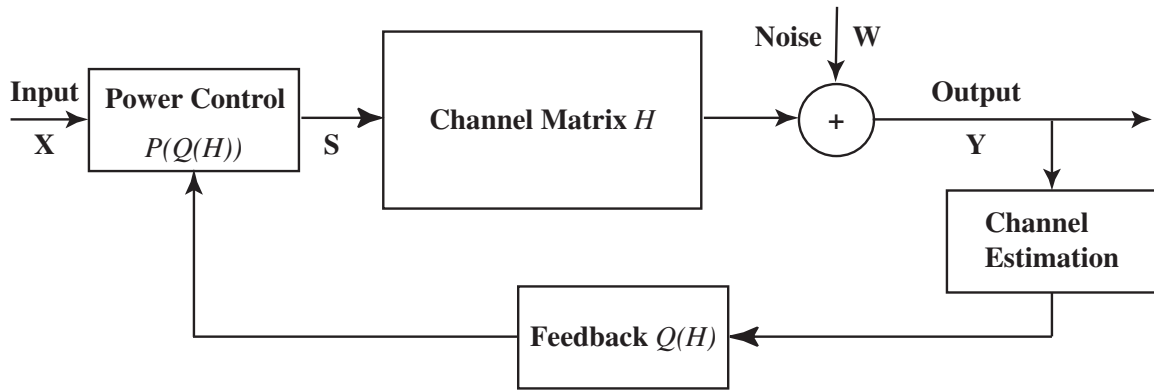 Input
X
Power Control
P(Q(H))
S
Channel Matrix H
Noise W
+
Output
Y
Channel
Estimation
Feedback Q(H)